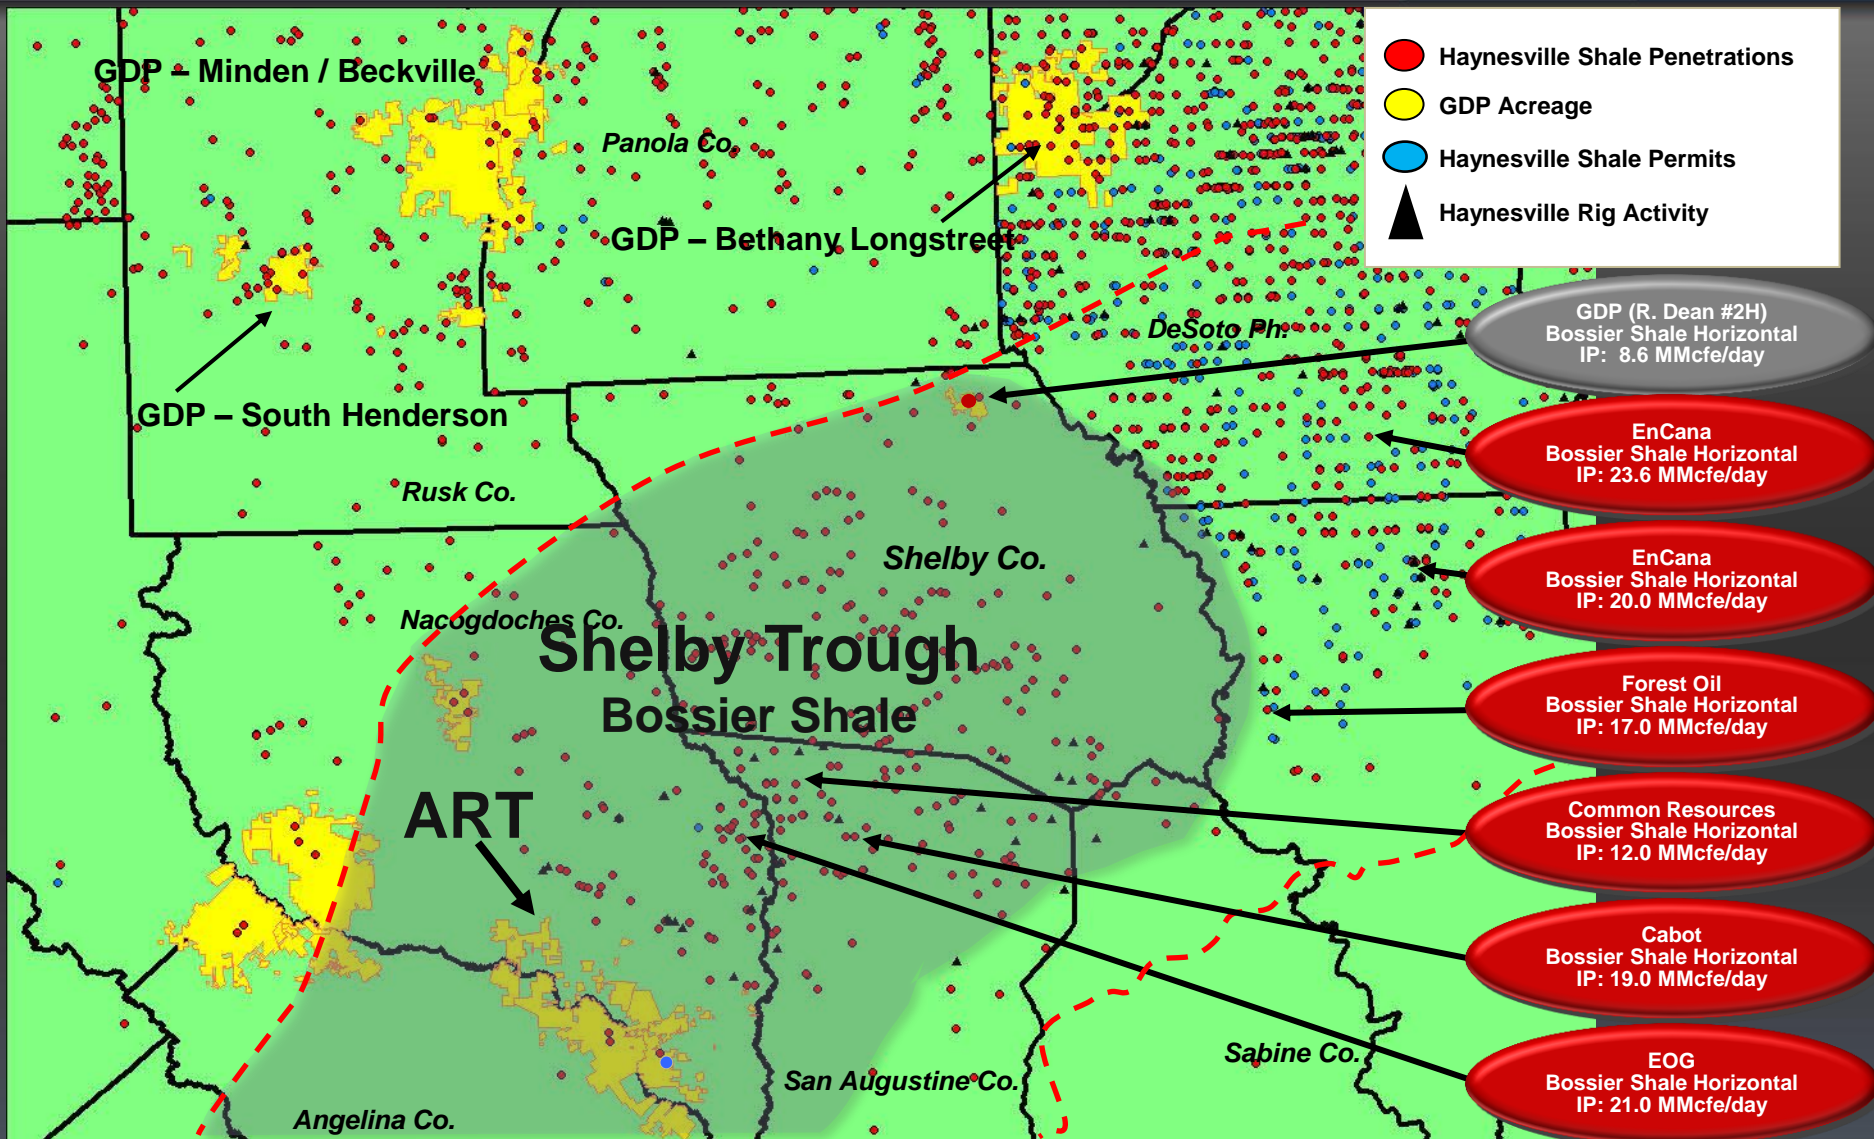 Haynesville Shale Penetrations
GDP Acreage
Haynesville Shale Permits
Haynesville Rig Activity
GDP – Minden / Beckville
Panola Co.
GDP – Bethany Longstreet
DeSoto Ph.
GDP – South Henderson
Rusk Co.
Shelby Co.
Nacogdoches Co.
Shelby Trough
Bossier Shale
ART
San Augustine Co.
Sabine Co.
Angelina Co.
GDP (R. Dean #2H)
Bossier Shale Horizontal
IP: 8.6 MMcfe/day
EnCana
Bossier Shale Horizontal
IP: 23.6 MMcfe/day
EnCana
Bossier Shale Horizontal
IP: 20.0 MMcfe/day
Forest Oil
Bossier Shale Horizontal
IP: 17.0 MMcfe/day
Common Resources
Bossier Shale Horizontal
IP: 12.0 MMcfe/day
Cabot
Bossier Shale Horizontal
IP: 19.0 MMcfe/day
EOG
Bossier Shale Horizontal
IP: 21.0 MMcfe/day